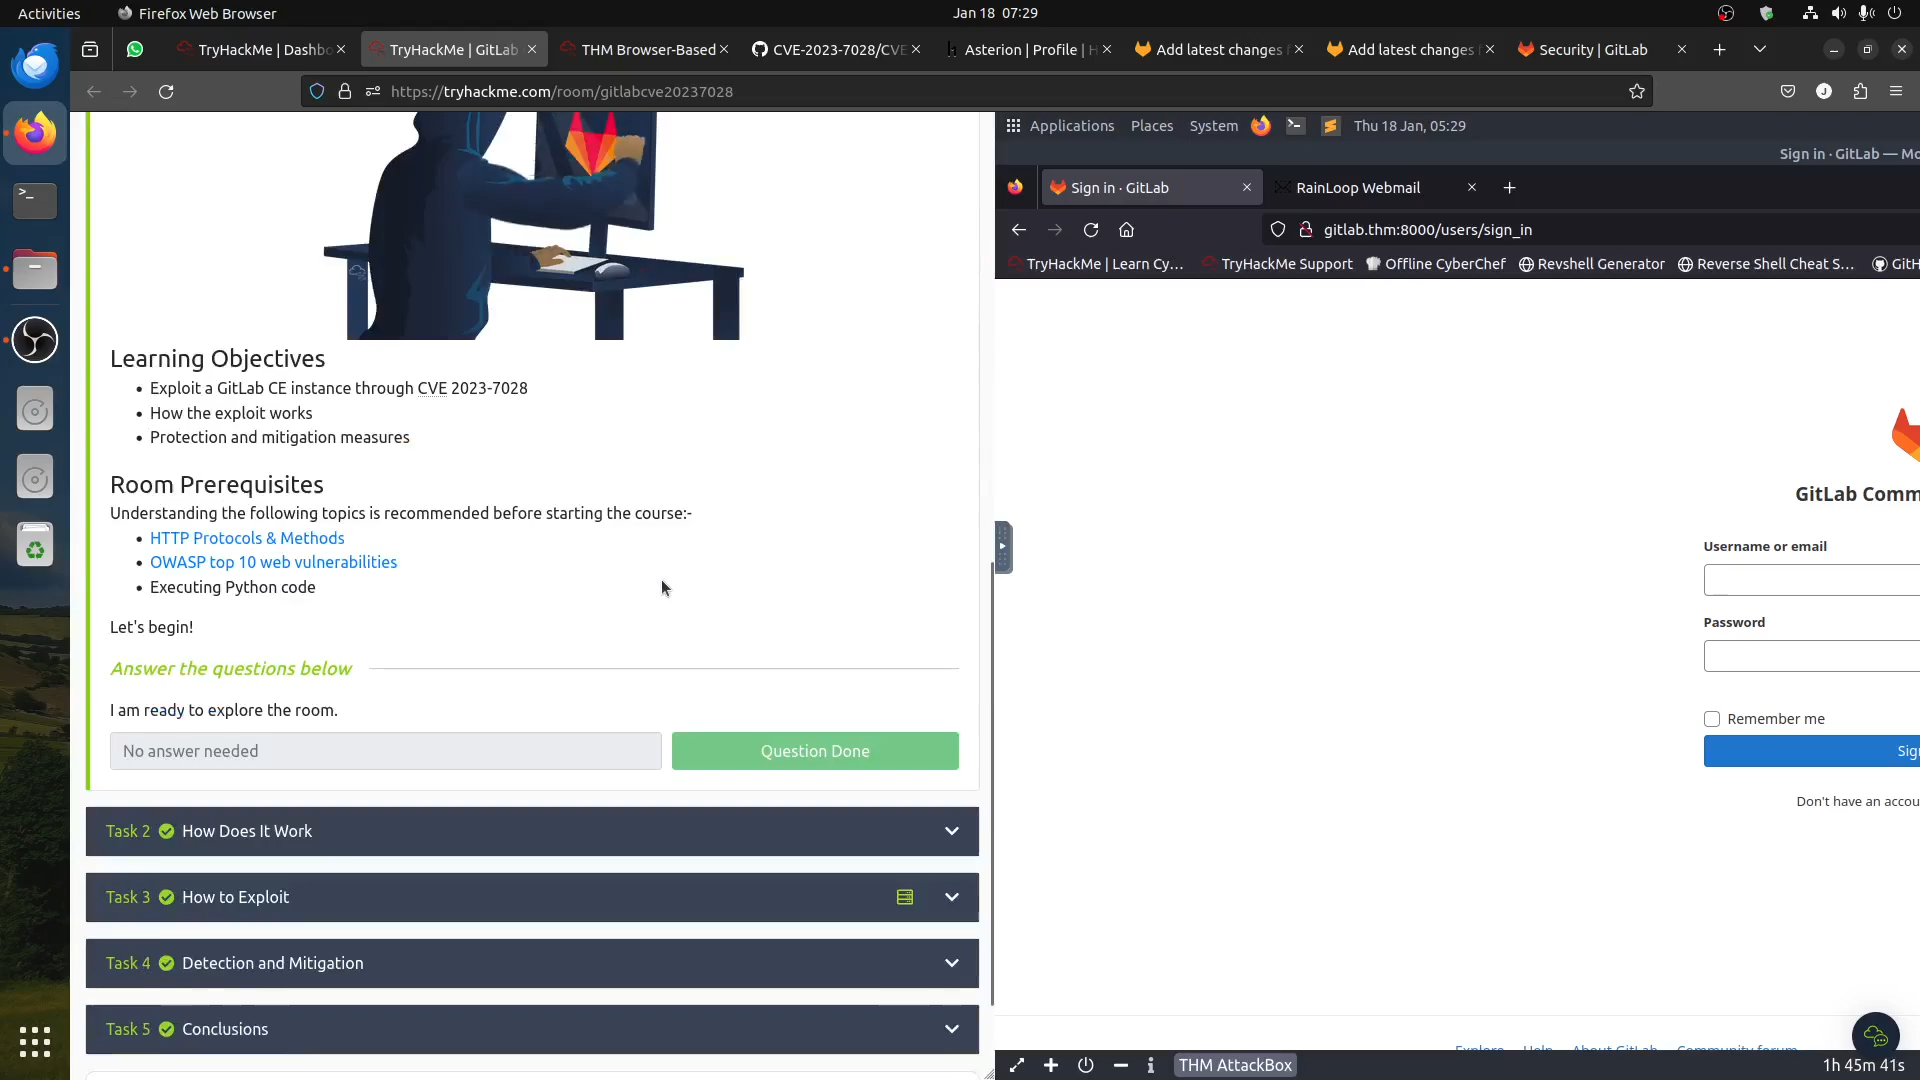 Activities
Firefox Web Browser
Jan 18 07:29
TryHackMe | Dashbo
TryHackMe | GitLab
THM Browser-Based
CVE-2023-7028/CVE
Asterion | Profile | H
Add latest changes f
Add latest changes f
Security | GitLab
https://tryhackme.com/room/gitlabcve20237028
J
Applications
Places
System
Thu 18 Jan, 05:29
Sign in · GitLab — Mo
Sign in · GitLab
RainLoop Webmail
gitlab.thm:8000/users/sign_in
TryHackMe | Learn Cy...
TryHackMe Support
Offline CyberChef
Revshell Generator
Reverse Shell Cheat S...
GitH
Learning Objectives
Exploit a GitLab CE instance through CVE 2023-7028
How the exploit works
Protection and mitigation measures
Room Prerequisites
Understanding the following topics is recommended before starting the course:-
HTTP Protocols & Methods
OWASP top 10 web vulnerabilities
Executing Python code
Let's begin!
Answer the questions below
I am ready to explore the room.
No answer needed
Question Done
Task 2 How Does It Work
Task 3 How to Exploit
Task 4 Detection and Mitigation
Task 5 Conclusions
GitLab Comm
Username or email
Password
Remember me
Sign
Don't have an accou
Explore
Help
About GitLab
Community forum
THM AttackBox
1h 45m 41s